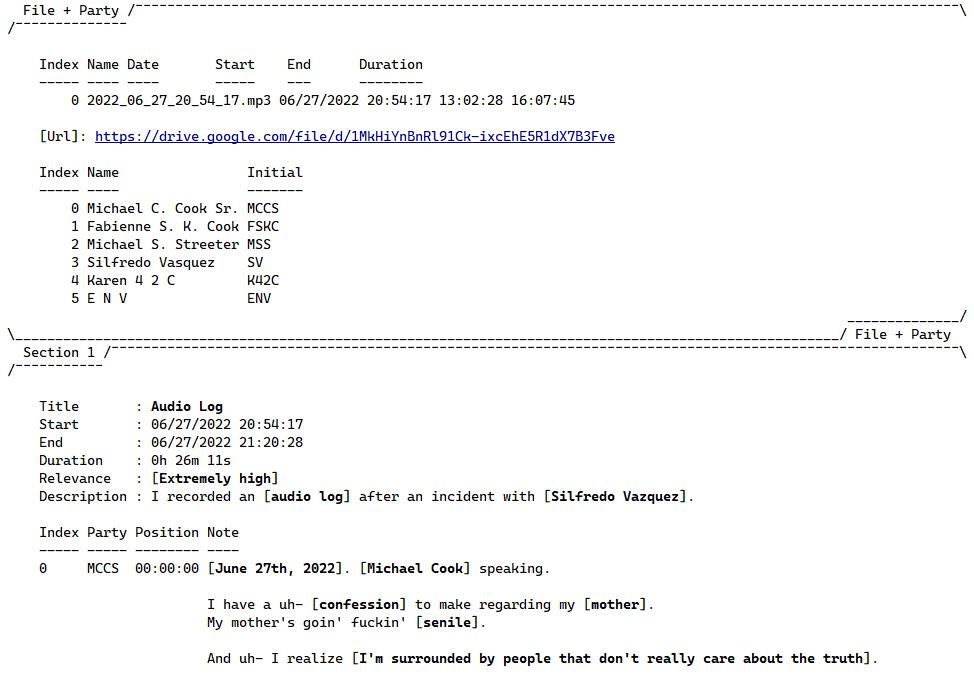 File + Party /¯¯¯¯¯¯¯¯¯¯¯¯¯¯¯¯¯¯¯¯¯¯¯¯¯¯¯¯¯¯¯¯¯¯¯¯¯¯¯¯¯¯¯¯¯¯¯¯¯¯¯¯¯¯¯¯¯¯¯¯¯¯¯¯¯¯¯¯¯¯¯¯¯¯¯¯¯¯¯¯¯¯¯¯¯¯¯¯¯¯¯¯¯¯¯¯¯¯¯¯¯¯¯\
/¯¯¯¯¯¯¯¯¯¯¯¯¯¯
Index Name Date       Start    End      Duration
----- ---- ----       -----    ---      --------
0 2022_06_27_20_54_17.mp3 06/27/2022 20:54:17 13:02:28 16:07:45
[Url]: https://drive.google.com/file/d/1MkHiYnBnRl91Ck-ixcEhE5R1dX7B3Fve
Index Name                Initial
----- ----                -------
0 Michael C. Cook Sr. MCCS
1 Fabienne S. K. Cook FSKC
2 Michael S. Streeter MSS
3 Silfredo Vasquez    SV
4 Karen 4 2 C         K42C
5 E N V               ENV
______________/
\_______________________________________________________________________________________________________/ File + Party
Section 1 /¯¯¯¯¯¯¯¯¯¯¯¯¯¯¯¯¯¯¯¯¯¯¯¯¯¯¯¯¯¯¯¯¯¯¯¯¯¯¯¯¯¯¯¯¯¯¯¯¯¯¯¯¯¯¯¯¯¯¯¯¯¯¯¯¯¯¯¯¯¯¯¯¯¯¯¯¯¯¯¯¯¯¯¯¯¯¯¯¯¯¯¯¯¯¯¯¯¯¯¯¯¯¯¯¯¯\
/¯¯¯¯¯¯¯¯¯¯¯
Title       : Audio Log
Start       : 06/27/2022 20:54:17
End         : 06/27/2022 21:20:28
Duration    : 0h 26m 11s
Relevance   : [Extremely high]
Description : I recorded an [audio log] after an incident with [Silfredo Vazquez].
Index Party Position Note
----- ----- -------- ----
0     MCCS  00:00:00 [June 27th, 2022]. [Michael Cook] speaking.
I have a uh- [confession] to make regarding my [mother].
My mother's goin' fuckin' [senile].
And uh- I realize [I'm surrounded by people that don't really care about the truth].